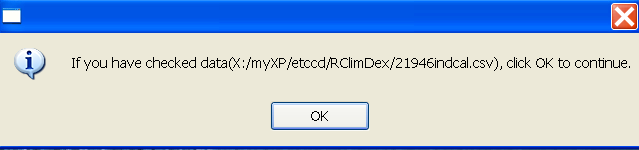 If you have checked data(X:/myXP/etccd/RClimDex/21946indcal.csv), click OK to continue.
OK